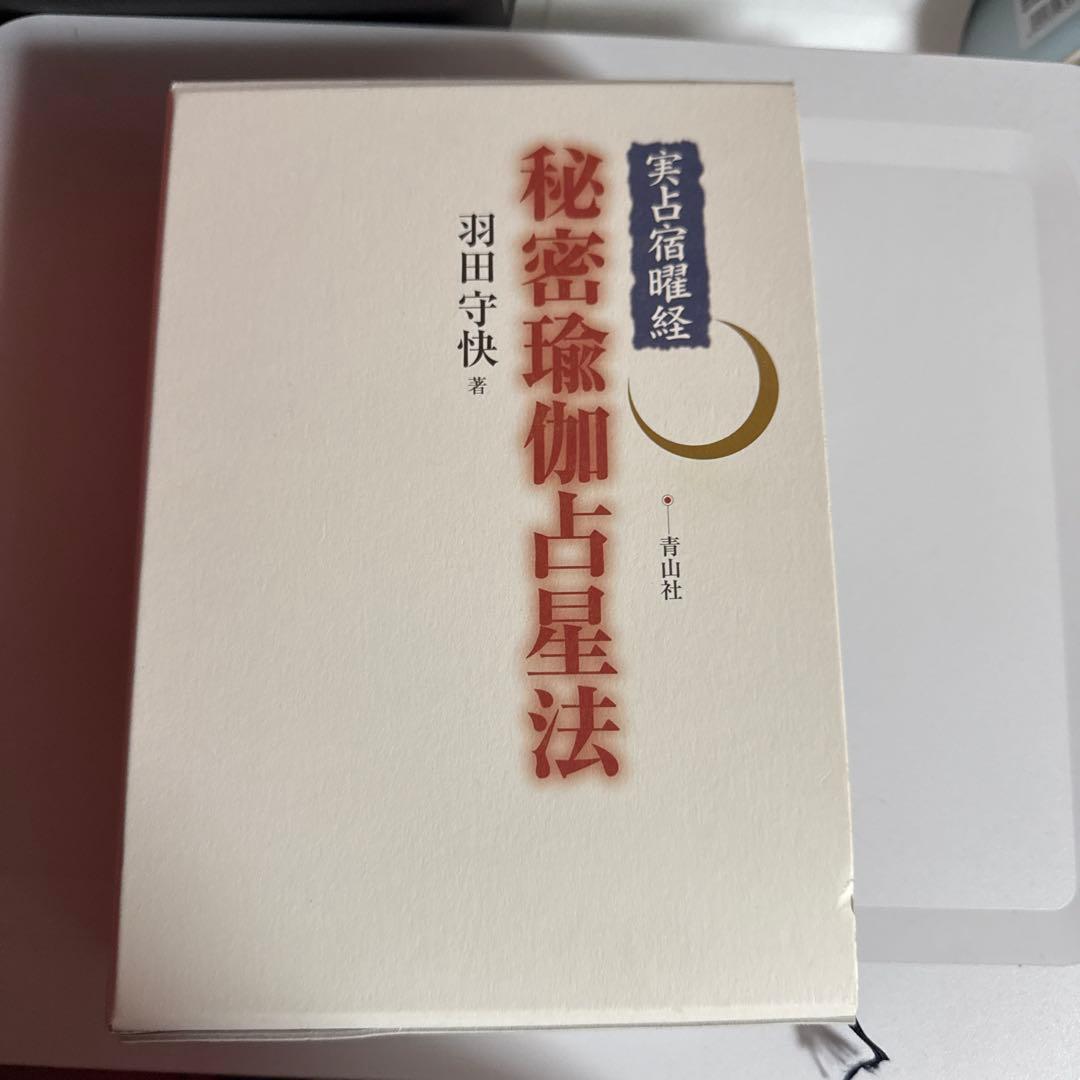 実占宿曜経
秘密瑜伽占星法
羽田守快 著
青山社